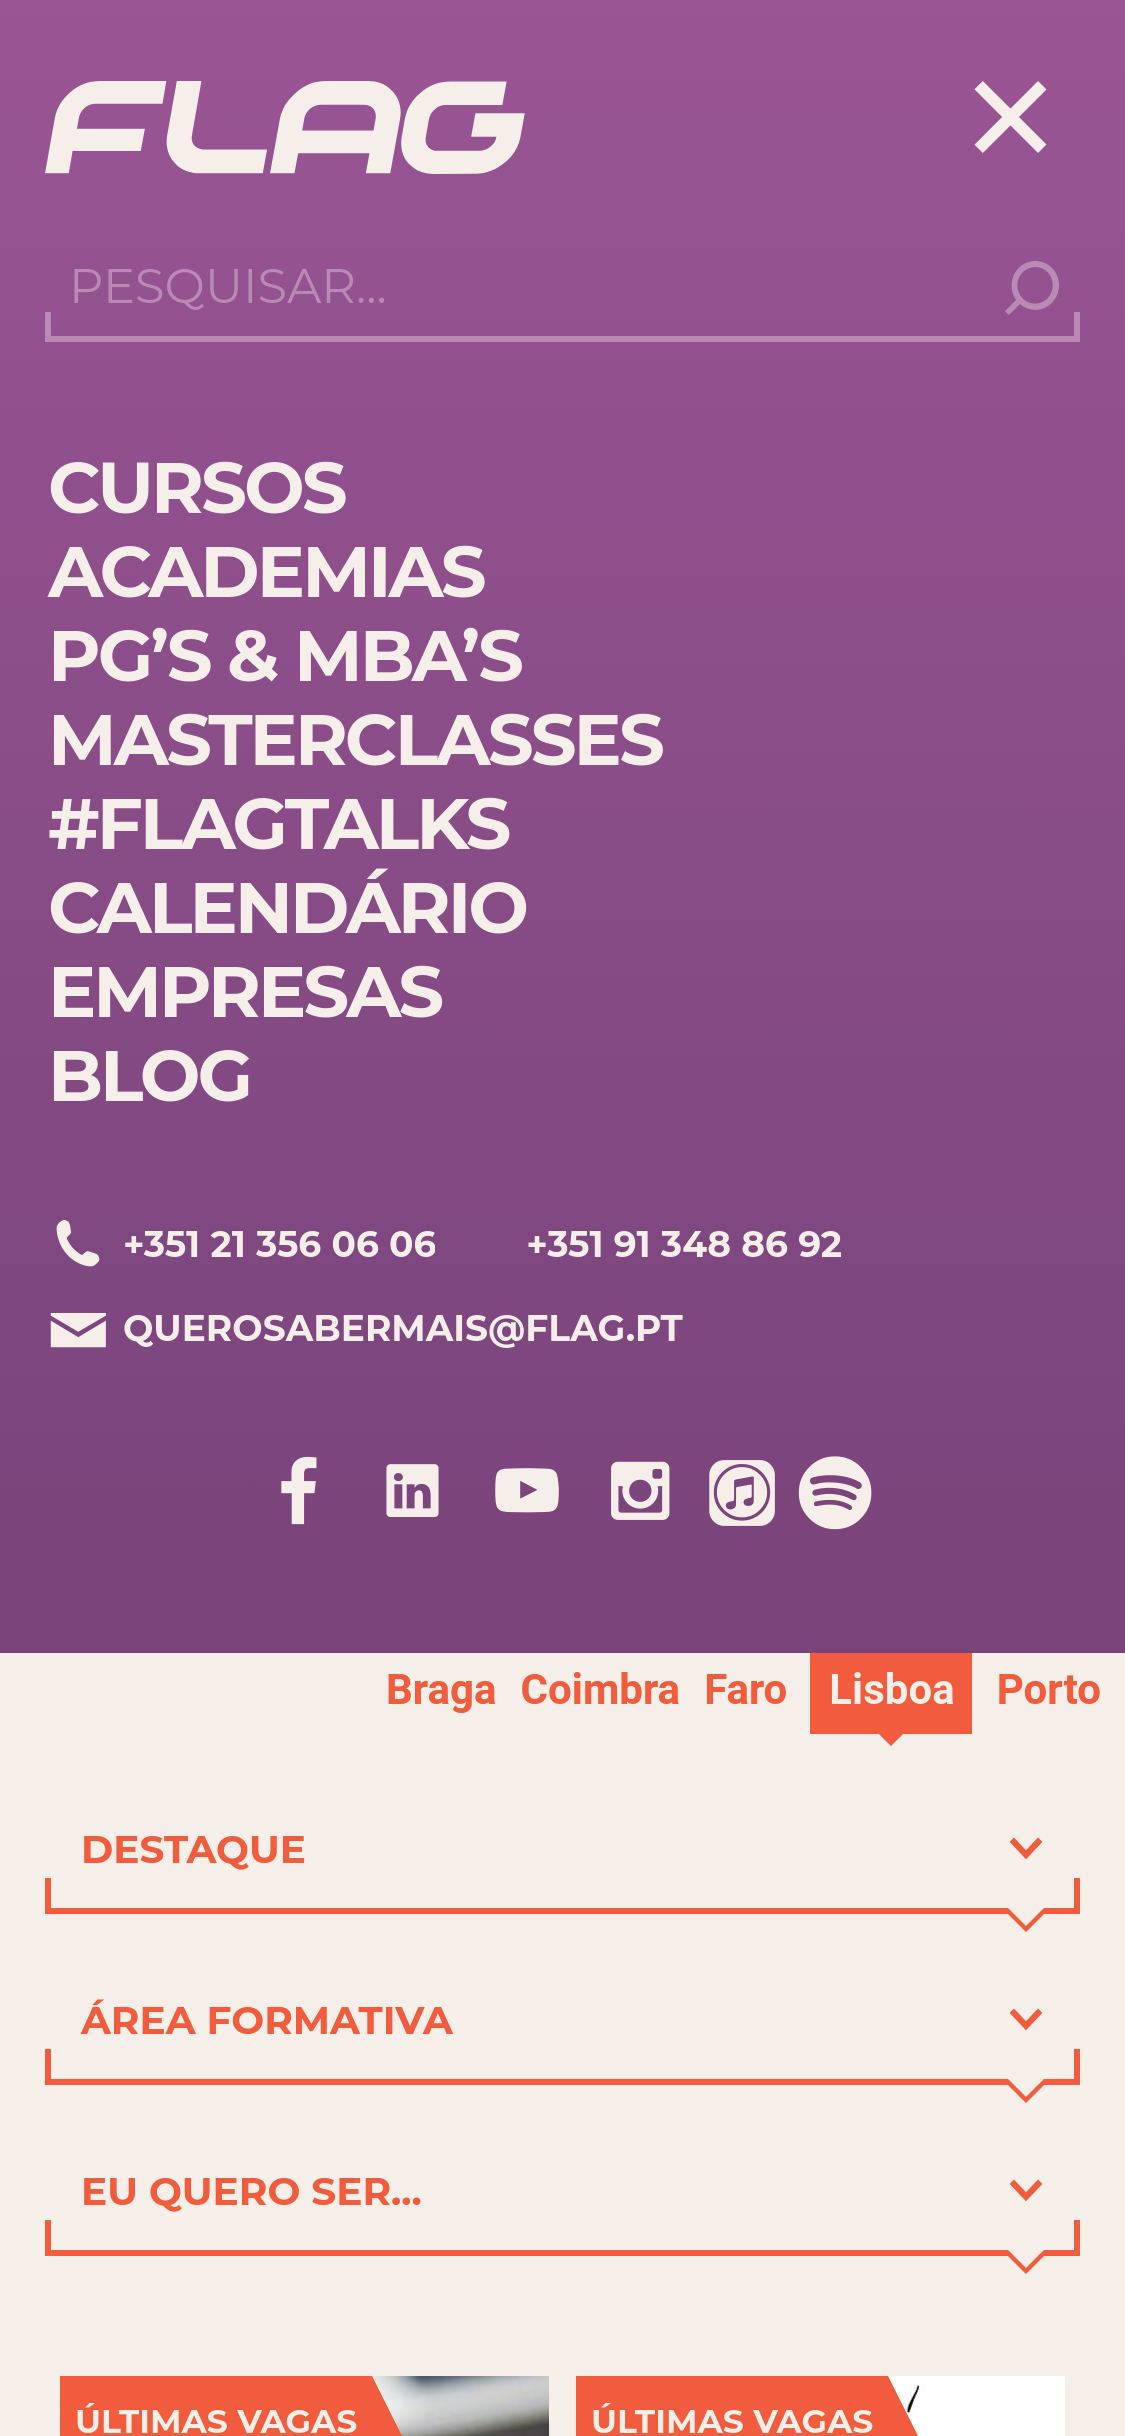 FLAG
PESQUISAR...
CURSOS
ACADEMIAS
PG’S & MBA’S
MASTERCLASSES
#FLAGTALKS
CALENDÁRIO
EMPRESAS
BLOG
+351 21 356 06 06 +351 91 348 86 92
QUEROSABERMAIS@FLAG.PT
Braga Coimbra Faro Lisboa Porto
DESTAQUE
ÁREA FORMATIVA
EU QUERO SER...
ÚLTIMAS VAGAS ÚLTIMAS VAGAS